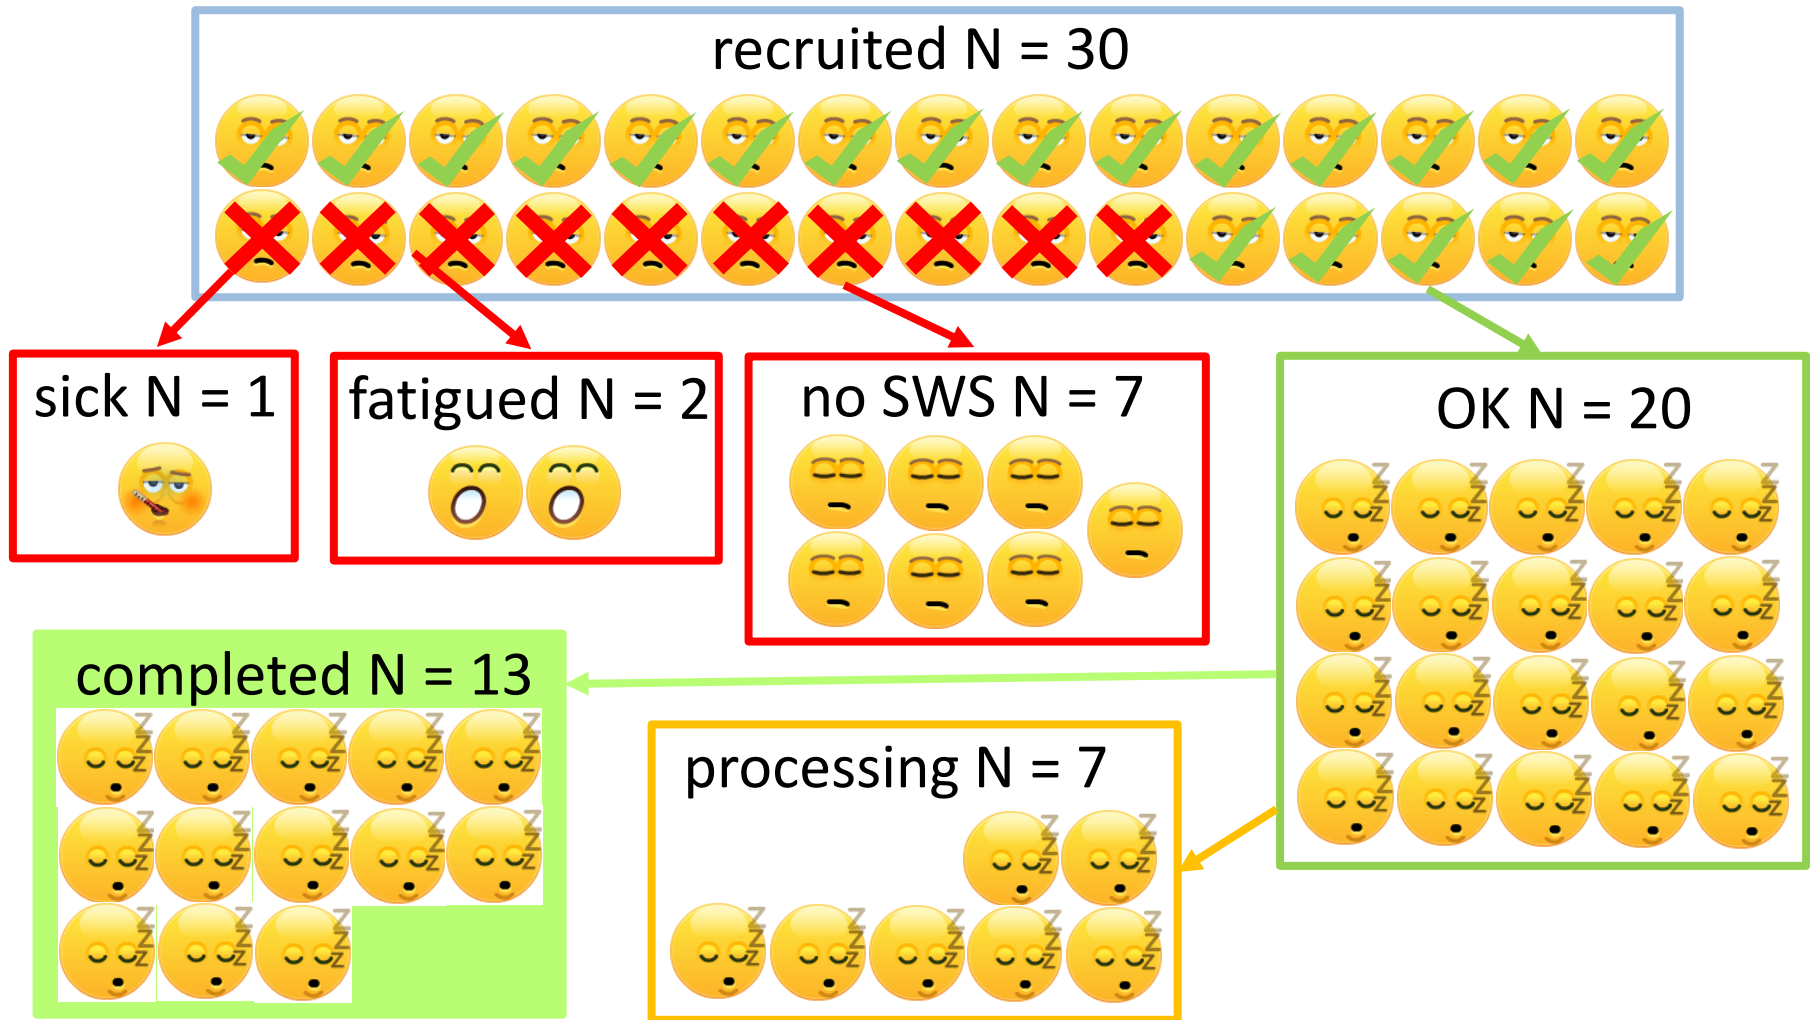 recruited N = 30
sick N = 1
fatigued N = 2
no SWS N = 7
OK N = 20
completed N = 13
processing N = 7